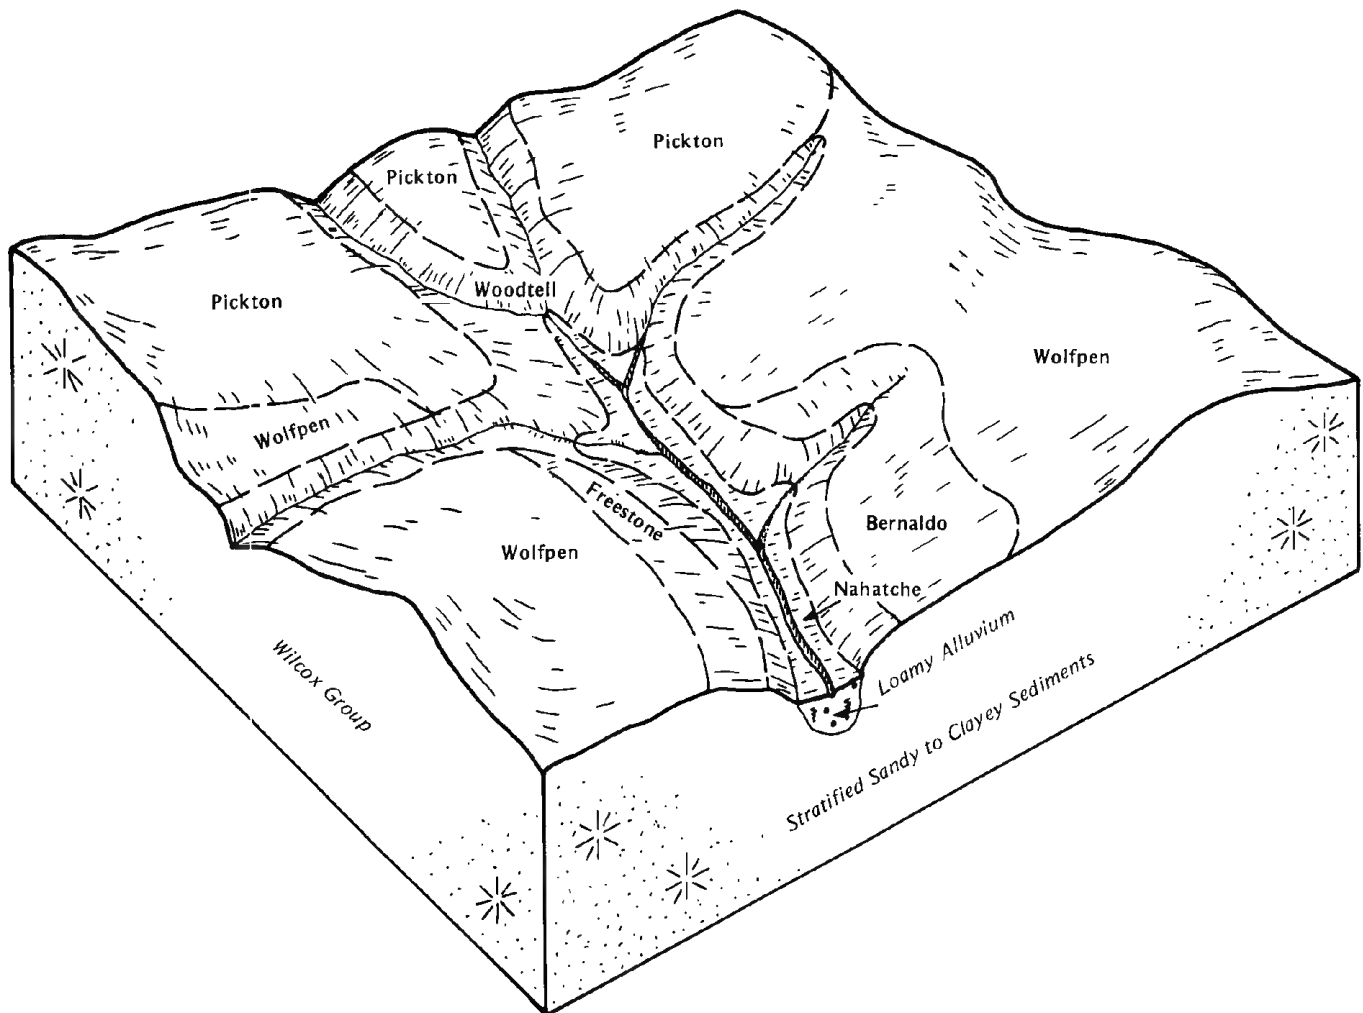 Pickton
Pickton
Pickton
Woodtell
Wolfpen
Wolfpen
Freestone
Wolfpen
Bernaldo
Nahatche
Loamy Alluvium
Wilcox Group
Stratified Sandy to Clayey Sediments